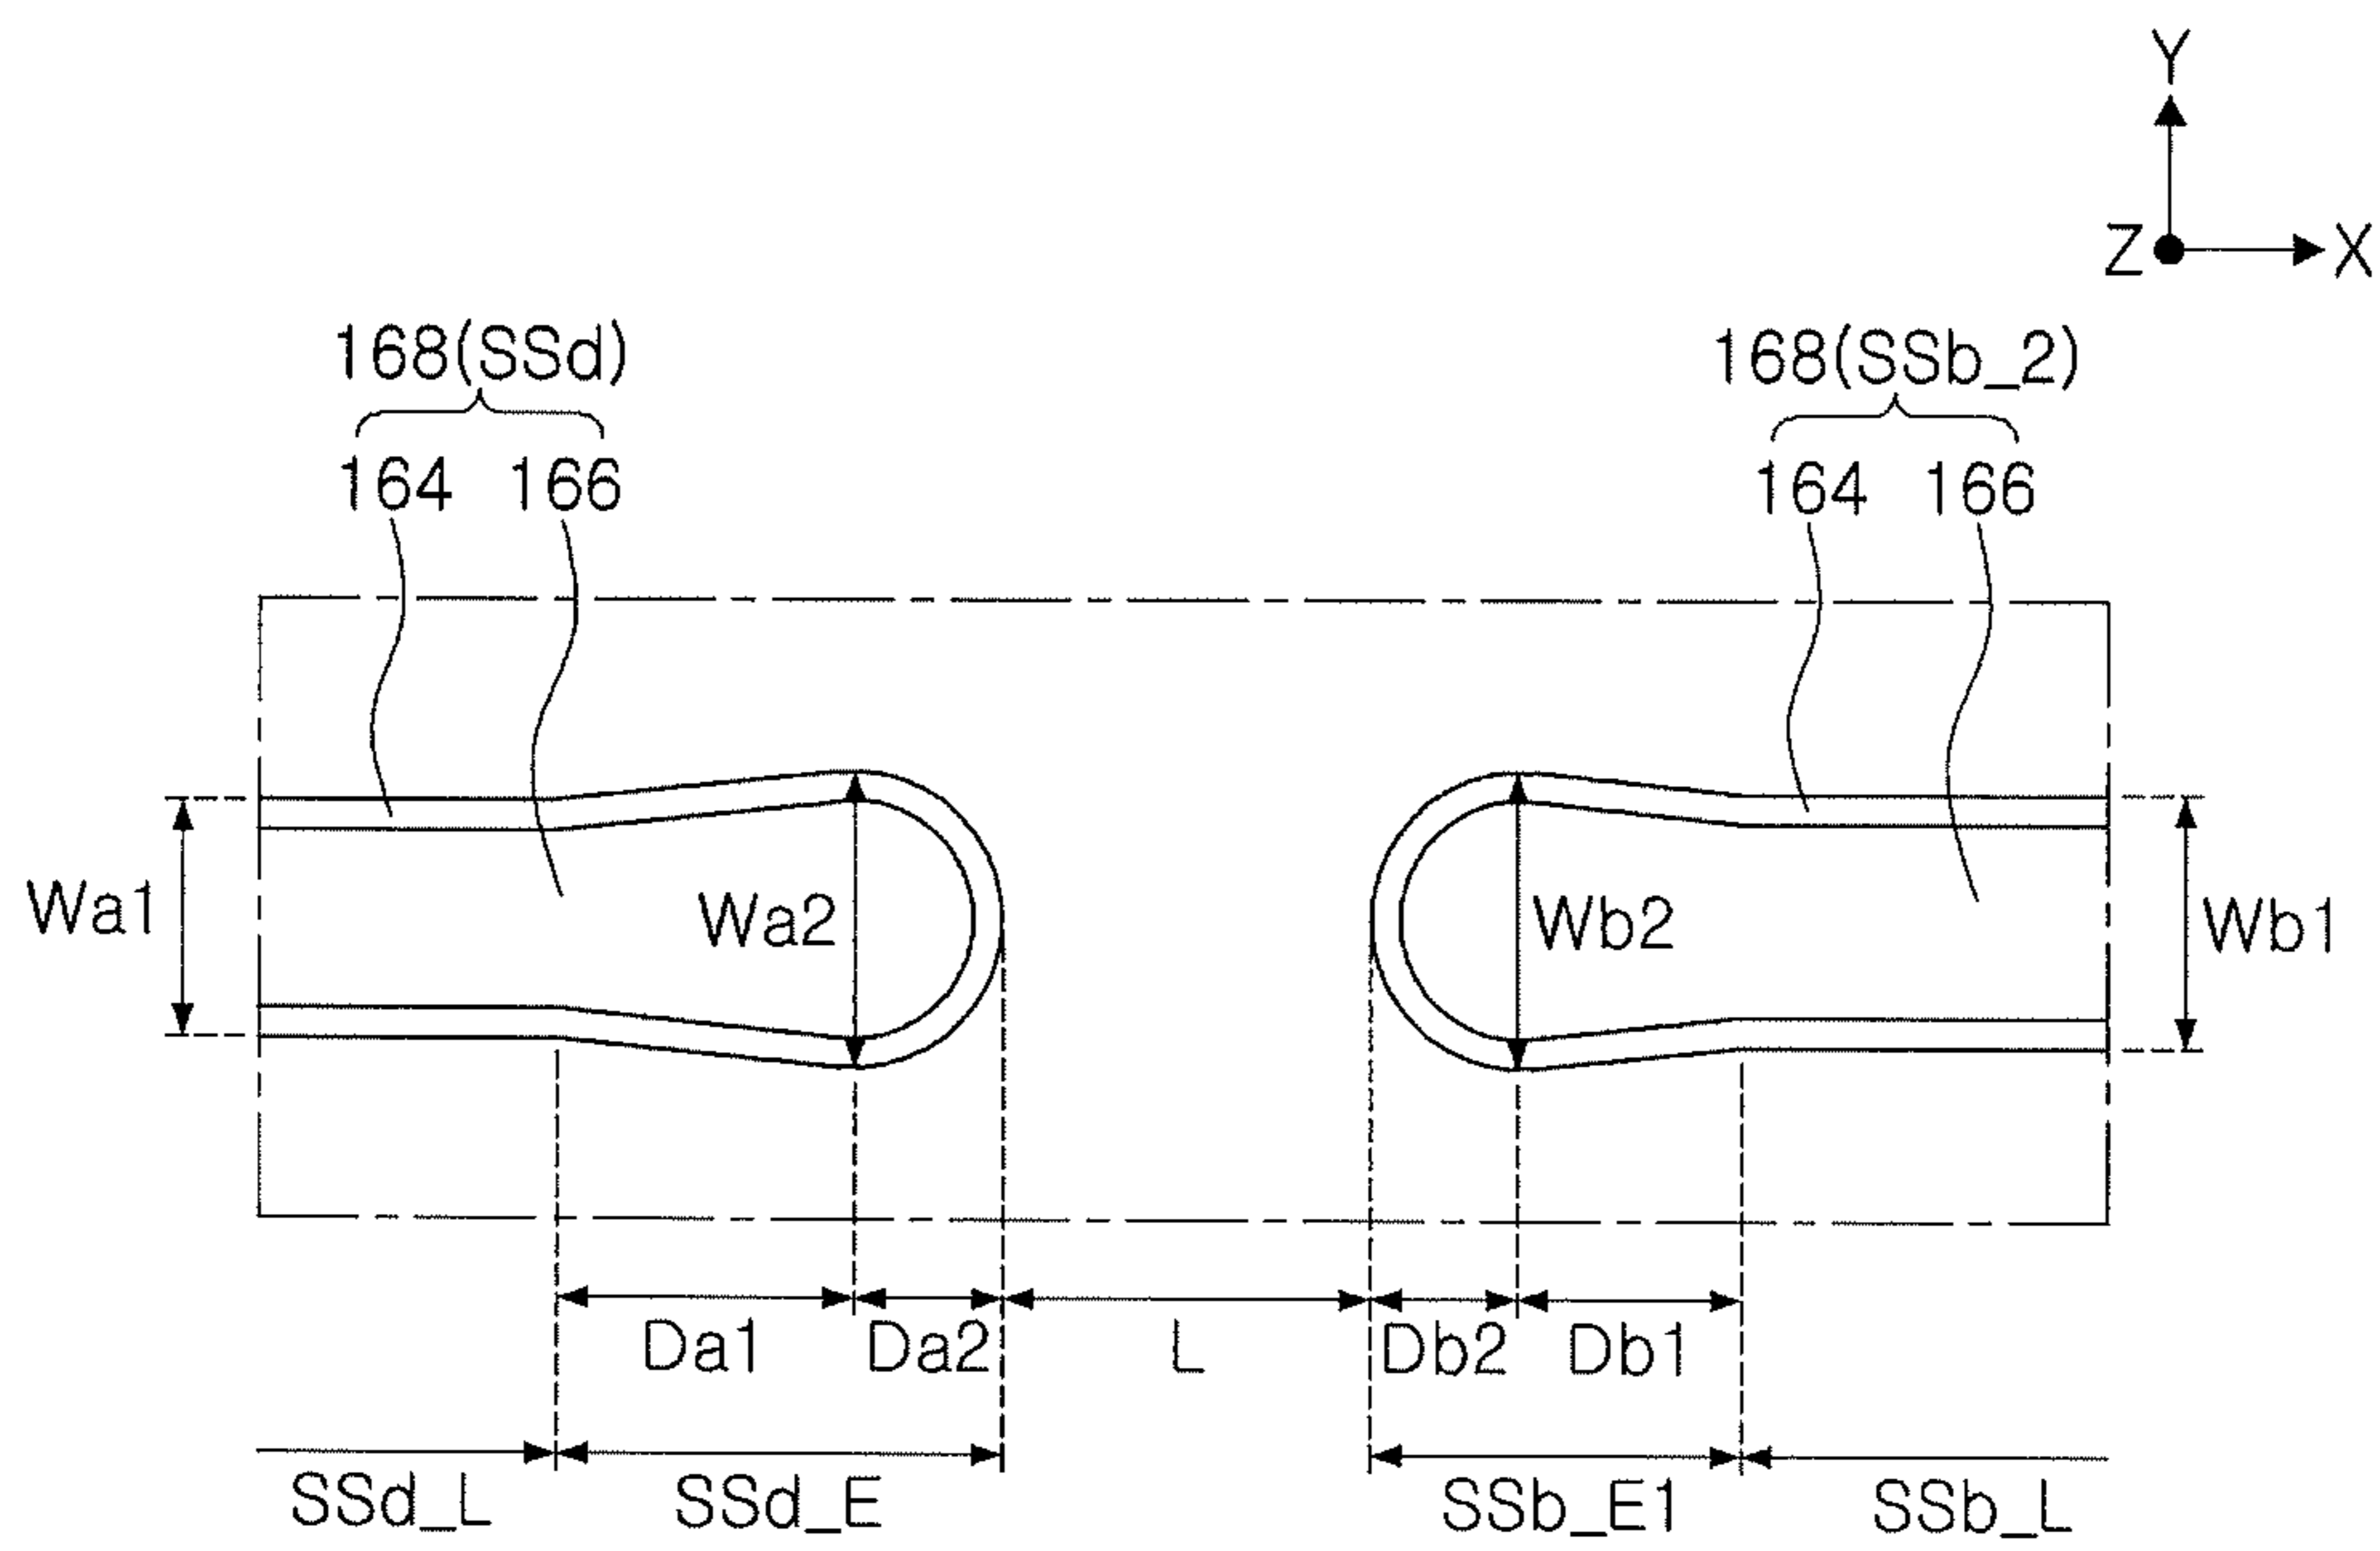 Y
Z X
168(SSd) 168(SSb_2)
164 166 164 166
Wa1 Wa2 Wb2 Wb1
Da1 Da2 L Db2 Db1
SSd_L SSd_E SSb_E1 SSb_L